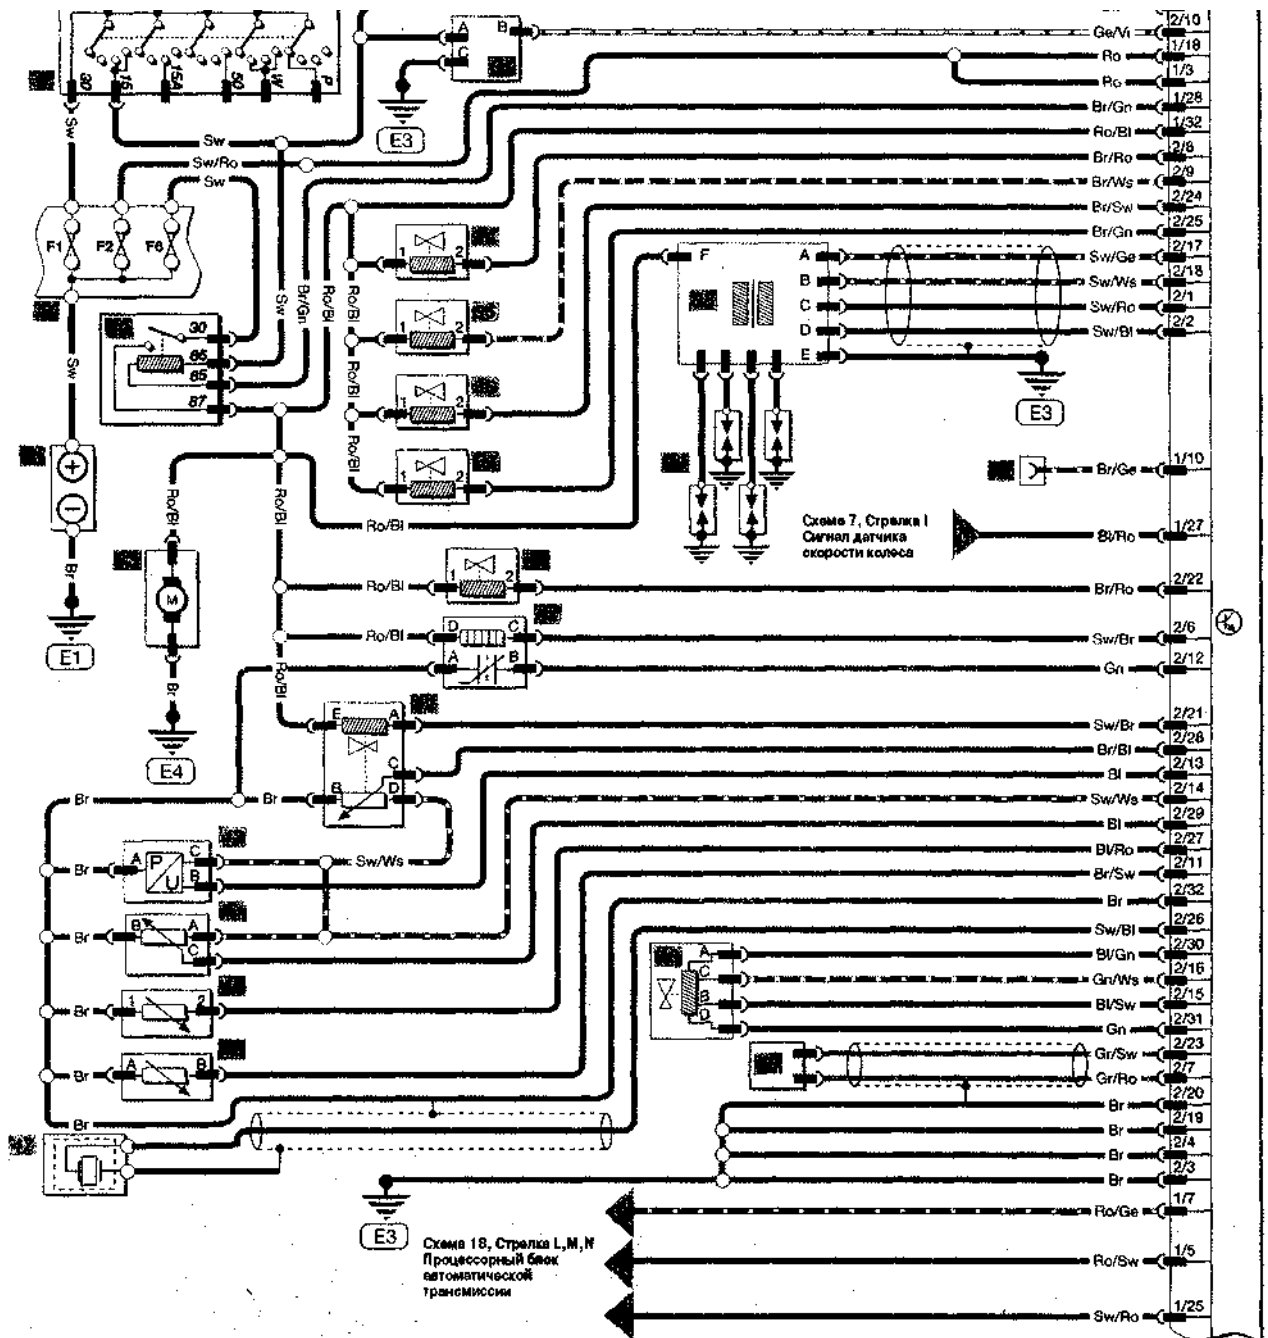 30 15 15A 50 W P
A B
C
E3
Sw
Sw
Sw/Ro
Sw
F1 F2 F6
Sw
Sw
Br/Gn
Ro/Bl
30
86
85
87
Ro/Bl
Ro/Bl
Ro/Bl
1 2
1 2
1 2
1 2
Ro/Bl
Ro/Bl
Ro/Bl
+
−
Br
E1
M
Br
E4
F A
B
C
D
E
E3
Схема 7, Стрелка I
Сигнал датчика
скорости колеса
Ro/Bl 1 2
Ro/Bl D C
A B
Ro/Bl
E A
C
B D
Br Br
Sw/Ws
Br A P U C
B
Br B A
C
Br 1 2
Br A B
Br
A
C
B
D
E3
Схема 18, Стрелка L,M,N
Процессорный блок
автоматической
трансмиссии
Ge/Vi 2/10
Ro 1/18
Ro 1/3
Br/Gn 1/28
Ro/Bl 1/32
Br/Ro 2/8
Br/Ws 2/9
Br/Sw 2/24
Br/Gn 2/25
Sw/Ge 2/17
Sw/Ws 2/18
Sw/Ro 2/1
Sw/Bl 2/2
Br/Ge 1/10
Bl/Ro 1/27
Br/Ro 2/22
Sw/Br 2/6
Gn 2/12
Sw/Br 2/21
Br/Bl 2/28
Bl 2/13
Sw/Ws 2/14
Bl 2/29
Bl/Ro 2/27
Br/Sw 2/11
Br 2/32
Sw/Bl 2/26
Bl/Gn 2/30
Gn/Ws 2/16
Bl/Sw 2/15
Gn 2/31
Gr/Sw 2/23
Gr/Ro 2/7
Br 2/20
Br 2/19
Br 2/4
Br 2/3
Ro/Ge 1/7
Ro/Sw 1/5
Sw/Ro 1/25